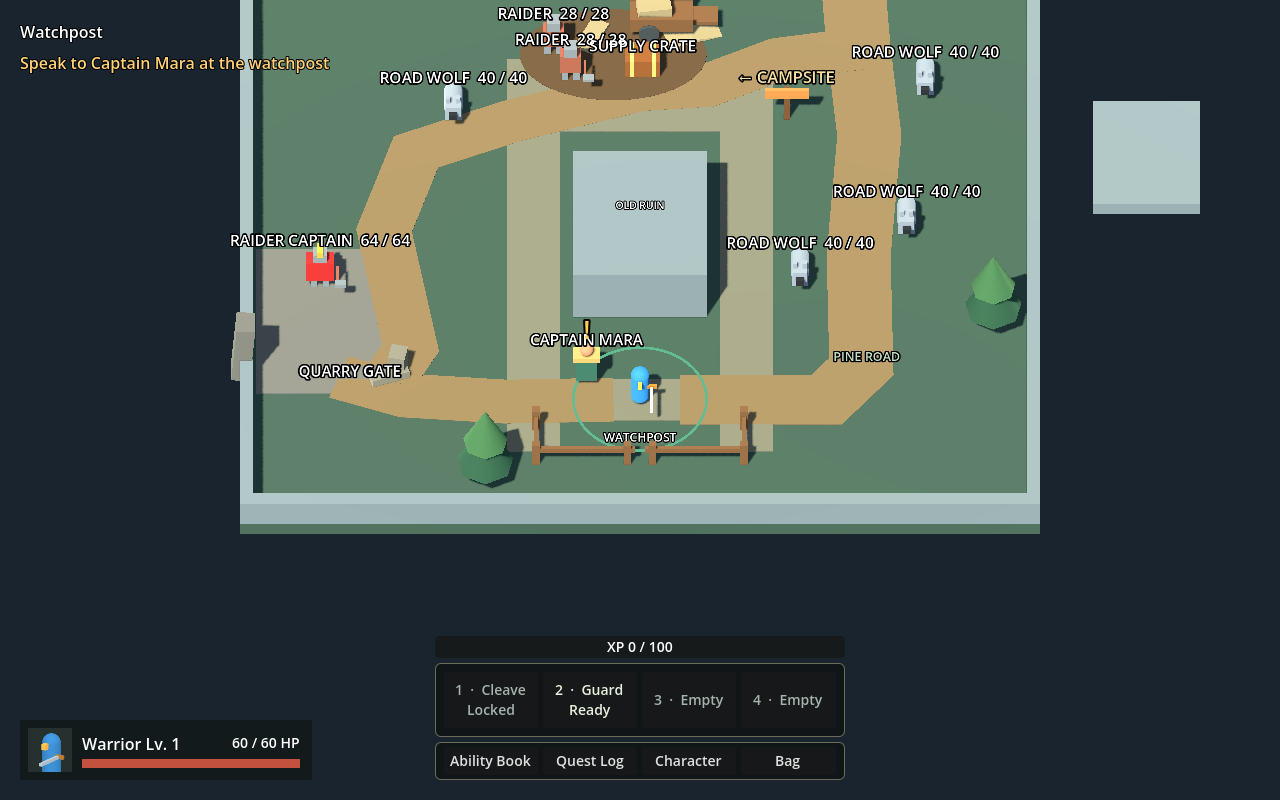 Watchpost
Speak to Captain Mara at the watchpost
RAIDER 28 / 28
RAIDER 28 / 28
SUPPLY CRATE
ROAD WOLF 40 / 40
ROAD WOLF 40 / 40
← CAMPSITE
ROAD WOLF 40 / 40
OLD RUIN
RAIDER CAPTAIN 64 / 64
ROAD WOLF 40 / 40
CAPTAIN MARA
PINE ROAD
QUARRY GATE
WATCHPOST
XP 0 / 100
1 · Cleave
Locked
2 · Guard
Ready
3 · Empty
4 · Empty
Warrior Lv. 1
60 / 60 HP
Ability Book
Quest Log
Character
Bag